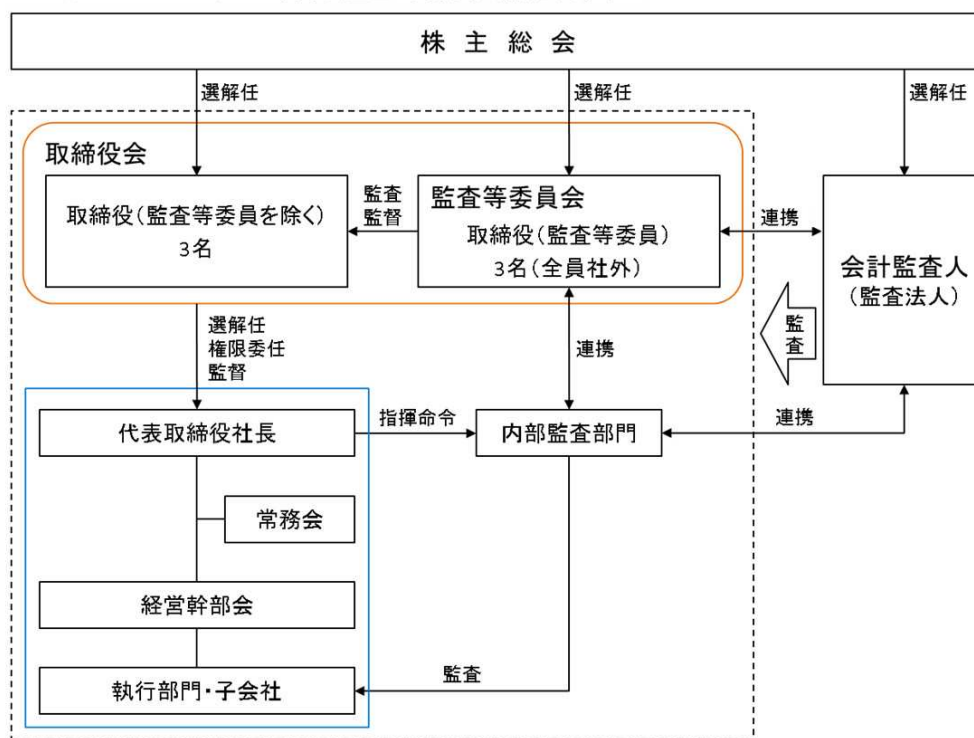 株 主 総 会
選解任
選解任
選解任
取締役会
取締役(監査等委員を除く)
3名
監査
監督
監査等委員会
取締役(監査等委員)
3名(全員社外)
連携
会計監査人
(監査法人)
監
査
選解任
権限委任
監督
連携
代表取締役社長
指揮命令
内部監査部門
連携
常務会
経営幹部会
執行部門・子会社
監査